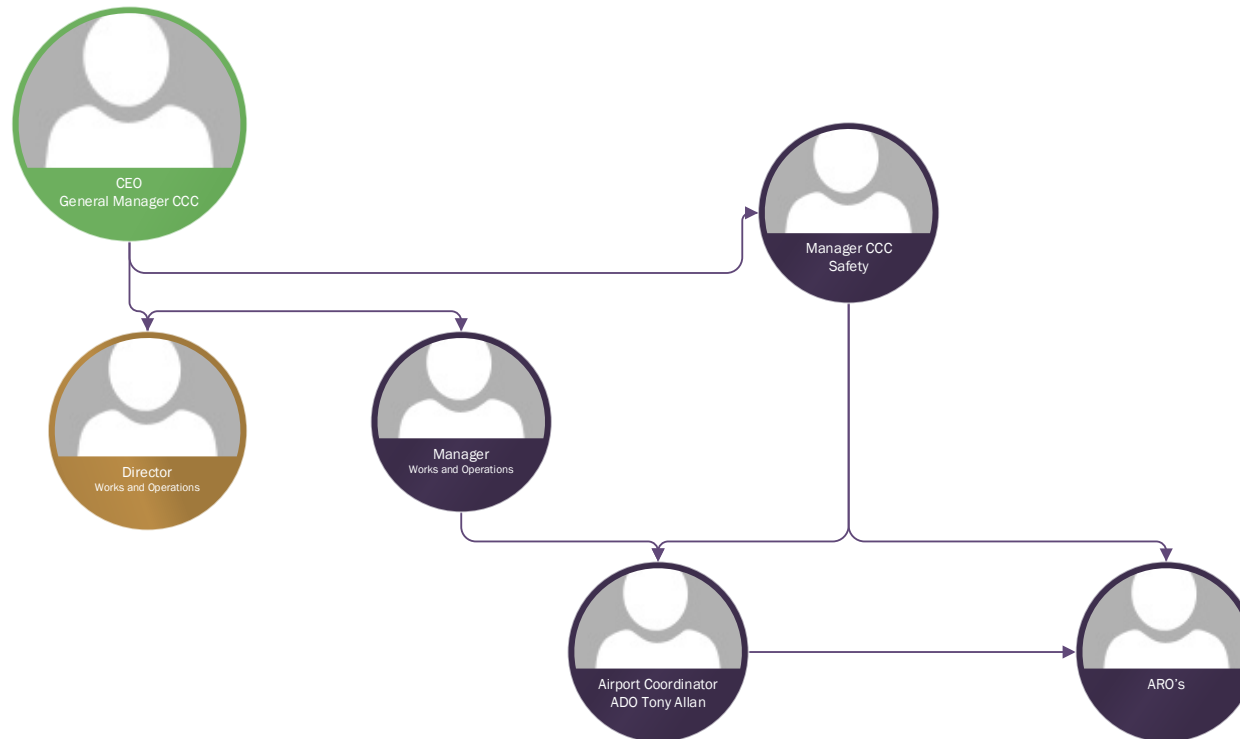 CEO
General Manager CCC
Manager CCC
Safety
Director
Works and Operations
Manager
Works and Operations
Airport Coordinator
ADO Tony Allan
ARO's